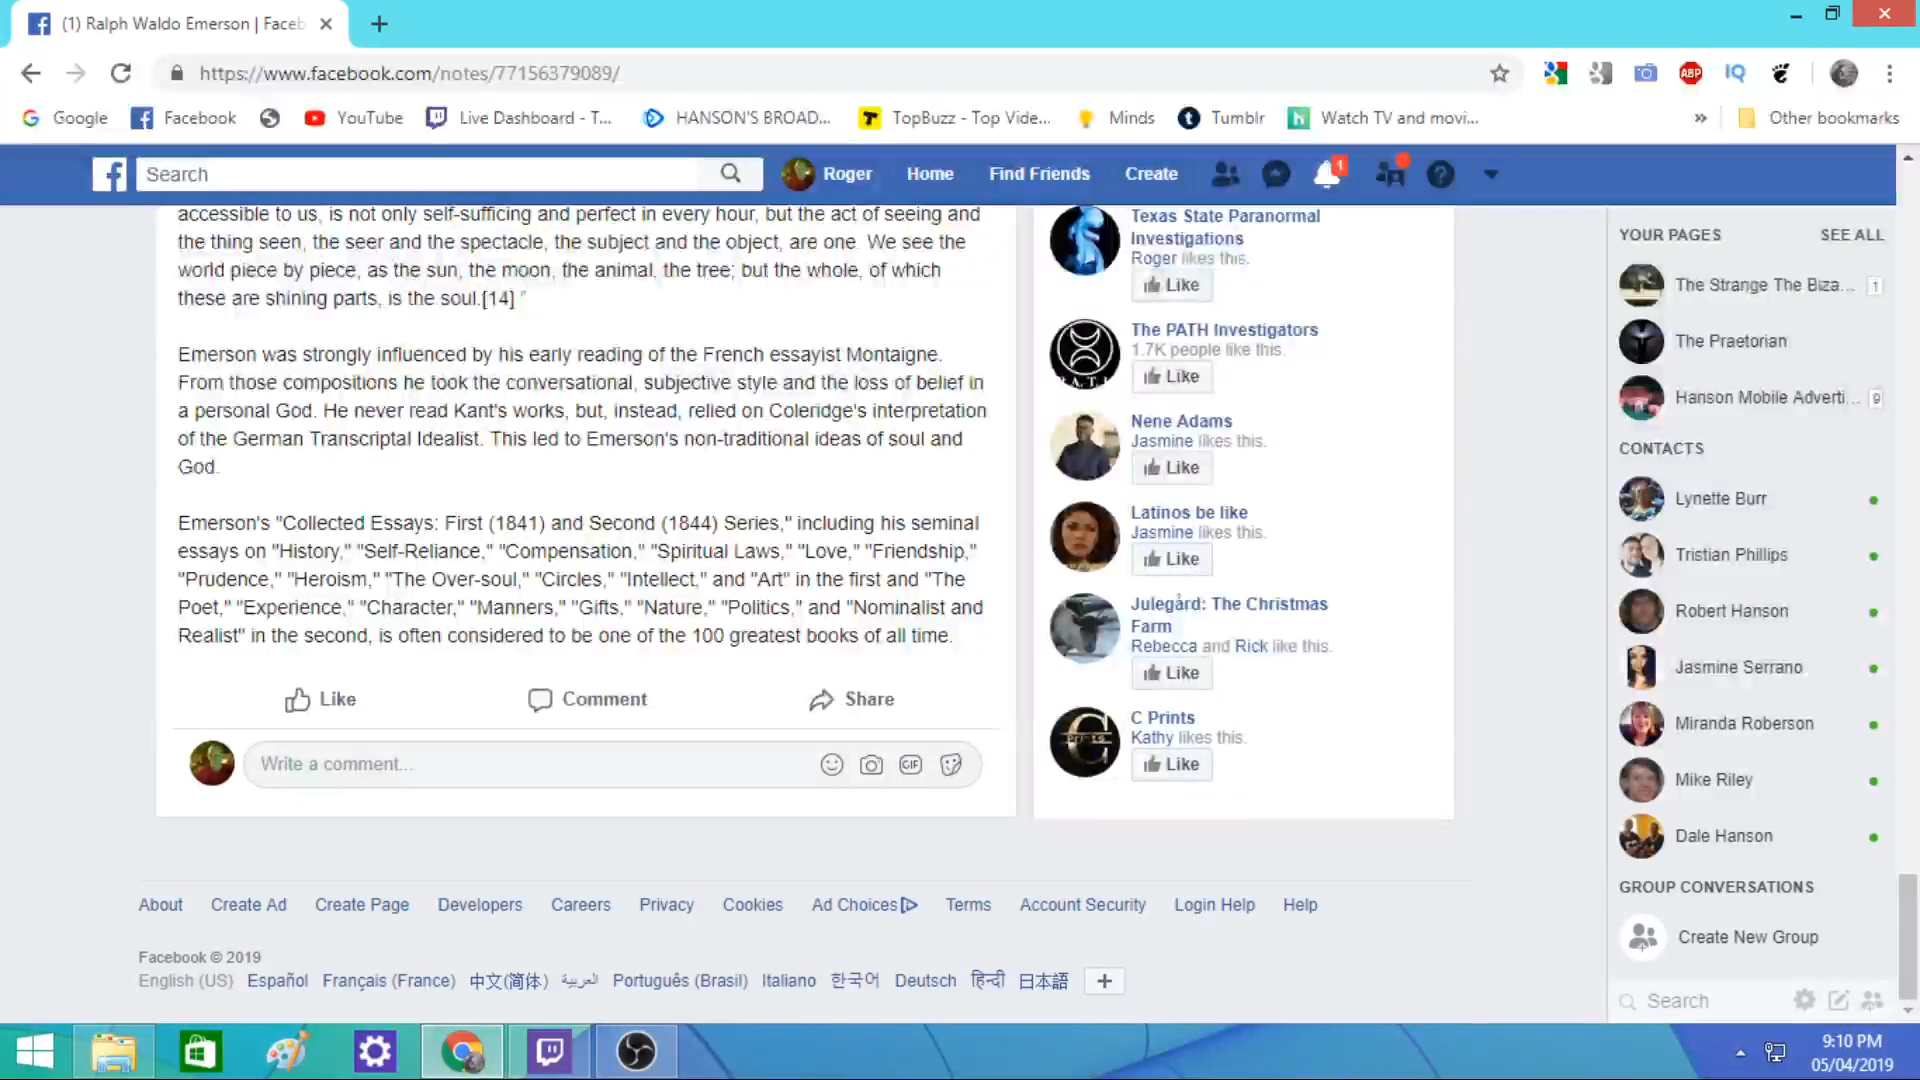 (1) Ralph Waldo Emerson | Faceb
https://www.facebook.com/notes/77156379089/
ABP
IQ
Google
Facebook
YouTube
Live Dashboard - T...
HANSON'S BROAD...
TopBuzz - Top Vide...
Minds
Tumblr
Watch TV and movi...
»
Other bookmarks
Search
Roger
Home
Find Friends
Create
1
accessible to us, is not only self-sufficing and perfect in every hour, but the act of seeing and
the thing seen, the seer and the spectacle, the subject and the object, are one. We see the
world piece by piece, as the sun, the moon, the animal, the tree; but the whole, of which
these are shining parts, is the soul.[14] "
Emerson was strongly influenced by his early reading of the French essayist Montaigne.
From those compositions he took the conversational, subjective style and the loss of belief in
a personal God. He never read Kant's works, but, instead, relied on Coleridge's interpretation
of the German Transcriptal Idealist. This led to Emerson's non-traditional ideas of soul and
God.
Emerson's "Collected Essays: First (1841) and Second (1844) Series," including his seminal
essays on "History," "Self-Reliance," "Compensation," "Spiritual Laws," "Love," "Friendship,"
"Prudence," "Heroism," "The Over-soul," "Circles," "Intellect," and "Art" in the first and "The
Poet," "Experience," "Character," "Manners," "Gifts," "Nature," "Politics," and "Nominalist and
Realist" in the second, is often considered to be one of the 100 greatest books of all time.
Like
Comment
Share
Write a comment...
GIF
Texas State Paranormal
Investigations
Roger likes this.
Like
The PATH Investigators
1.7K people like this.
Like
Nene Adams
Jasmine likes this.
Like
Latinos be like
Jasmine likes this.
Like
Julegård: The Christmas
Farm
Rebecca and Rick like this.
Like
C Prints
Kathy likes this.
Like
YOUR PAGES
SEE ALL
The Strange The Biza...
1
The Praetorian
Hanson Mobile Adverti...
9
CONTACTS
Lynette Burr
Tristian Phillips
Robert Hanson
Jasmine Serrano
Miranda Roberson
Mike Riley
Dale Hanson
GROUP CONVERSATIONS
Create New Group
Search
About
Create Ad
Create Page
Developers
Careers
Privacy
Cookies
Ad Choices
Terms
Account Security
Login Help
Help
Facebook © 2019
English (US)
Español
Français (France)
中文(简体)
العربية
Português (Brasil)
Italiano
한국어
Deutsch
हिन्दी
日本語
9:10 PM
05/04/2019